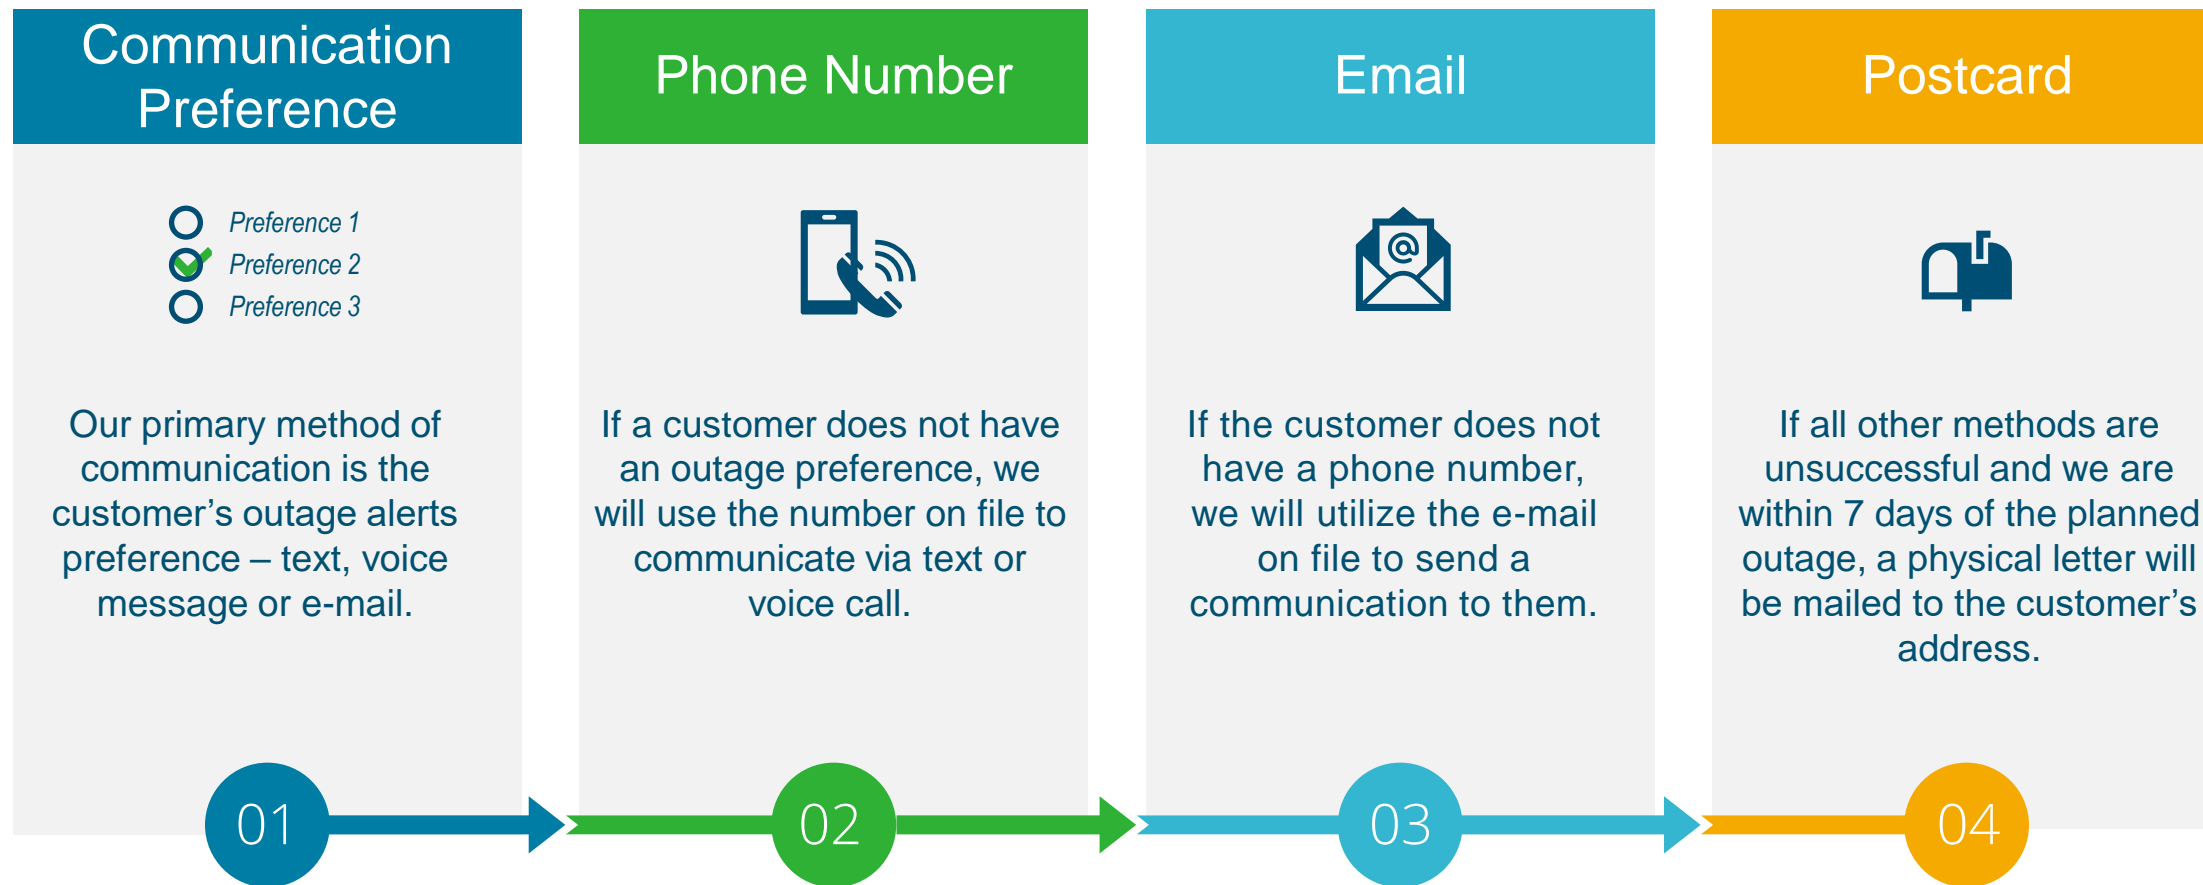 Communication
Preference
Preference 1
Preference 2
Preference 3
Our primary method of
communication is the
customer’s outage alerts
preference – text, voice
message or e-mail.
01
Phone Number
If a customer does not have
an outage preference, we
will use the number on file to
communicate via text or
voice call.
02
Email
@
If the customer does not
have a phone number,
we will utilize the e-mail
on file to send a
communication to them.
03
Postcard
If all other methods are
unsuccessful and we are
within 7 days of the planned
outage, a physical letter will
be mailed to the customer’s
address.
04